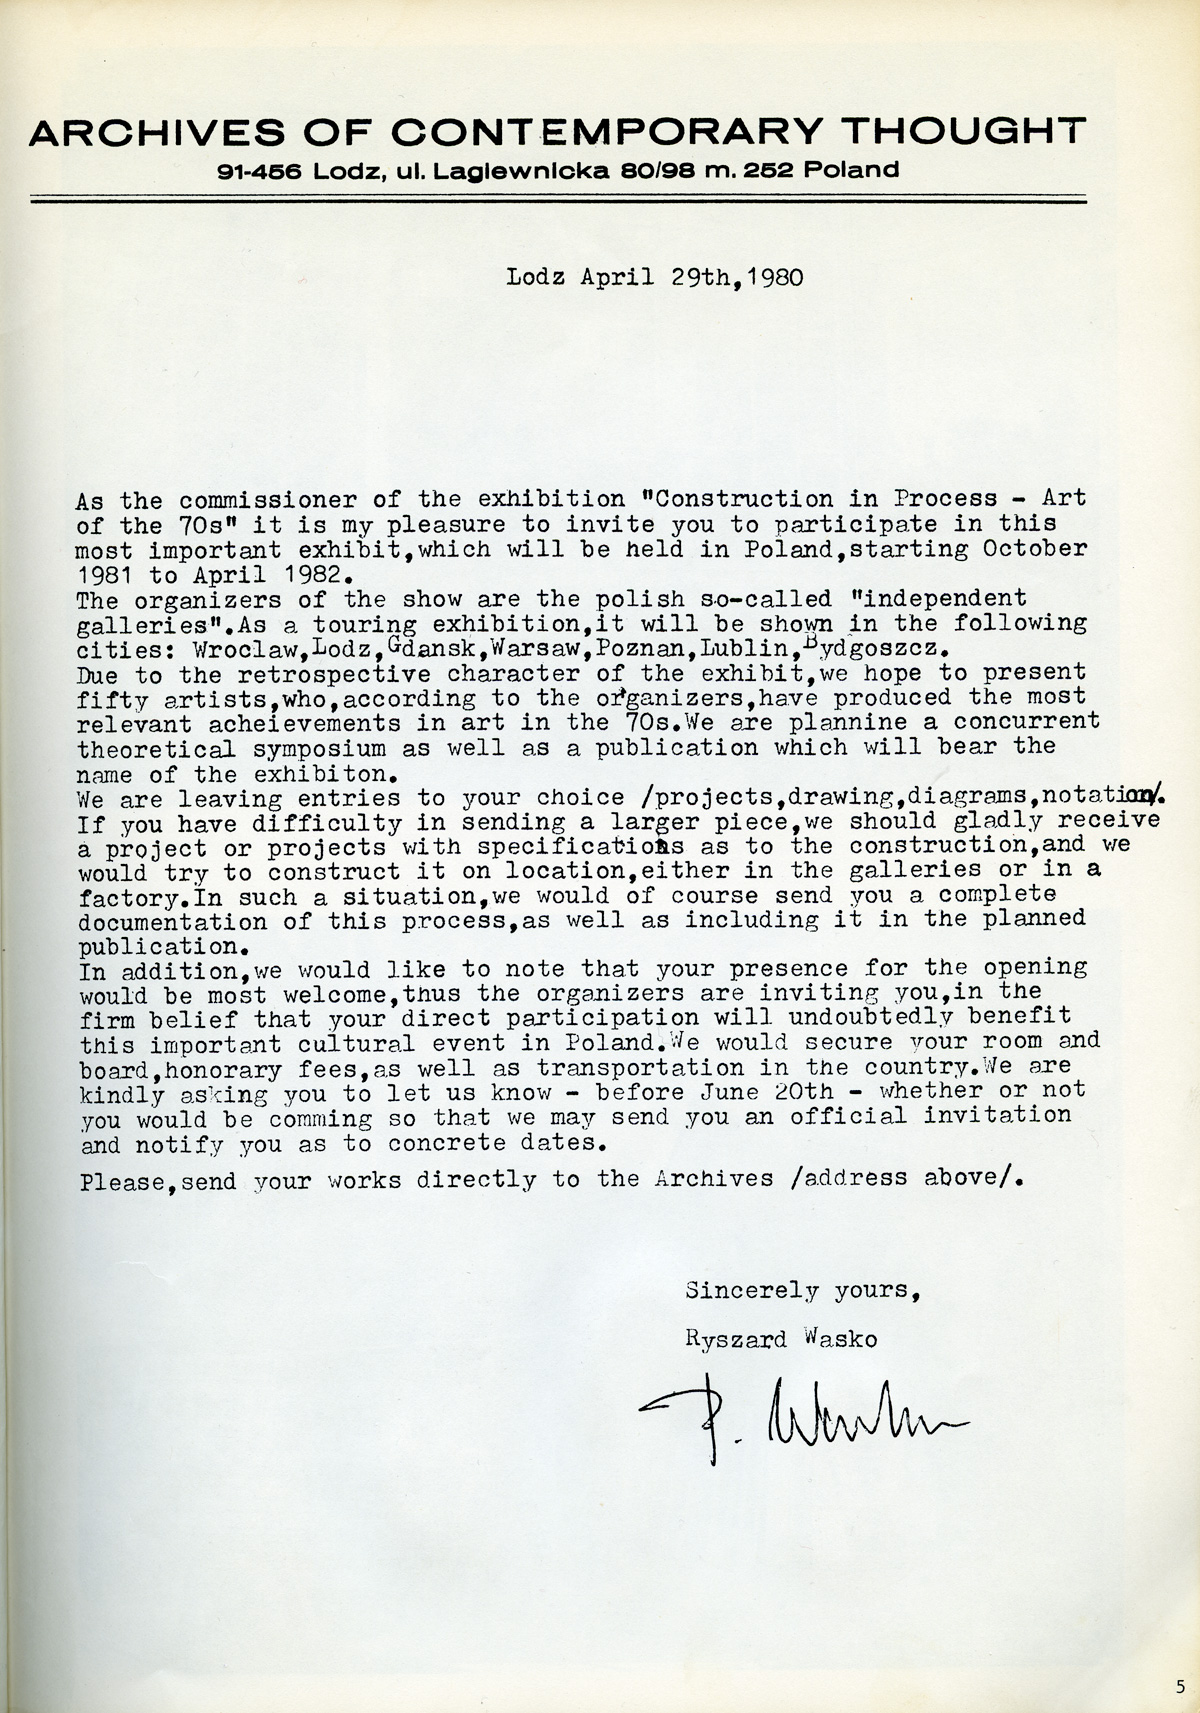 ARCHIVES OF CONTEMPORARY THOUGHT
91-456 Lodz, ul. Lagiewnicka 80/98 m. 252 Poland
Lodz April 29th,1980
As the commissioner of the exhibition "Construction in Process - Art
of the 70s" it is my pleasure to invite you to participate in this
most important exhibit,which will be held in Poland,starting October
1981 to April 1982.
The organizers of the show are the polish so-called "independent
galleries".As a touring exhibition,it will be shown in the following
cities: Wroclaw,Lodz,Gdansk,Warsaw,Poznan,Lublin,Bydgoszcz.
Due to the retrospective character of the exhibit,we hope to present
fifty artists,who,according to the organizers,have produced the most
relevant acheievements in art in the 70s.We are plannine a concurrent
theoretical symposium as well as a publication which will bear the
name of the exhibiton.
We are leaving entries to your choice /projects,drawing,diagrams,notation/.
If you have difficulty in sending a larger piece,we should gladly receive
a project or projects with specifications as to the construction,and we
would try to construct it on location,either in the galleries or in a
factory.In such a situation,we would of course send you a complete
documentation of this process,as well as including it in the planned
publication.
In addition,we would like to note that your presence for the opening
would be most welcome,thus the organizers are inviting you,in the
firm belief that your direct participation will undoubtedly benefit
this important cultural event in Poland.We would secure your room and
board,honorary fees,as well as transportation in the country.We are
kindly asking you to let us know - before June 20th - whether or not
you would be comming so that we may send you an official invitation
and notify you as to concrete dates.
Please,send your works directly to the Archives /address above/.
Sincerely yours,
Ryszard Wasko
R. Wasko
5